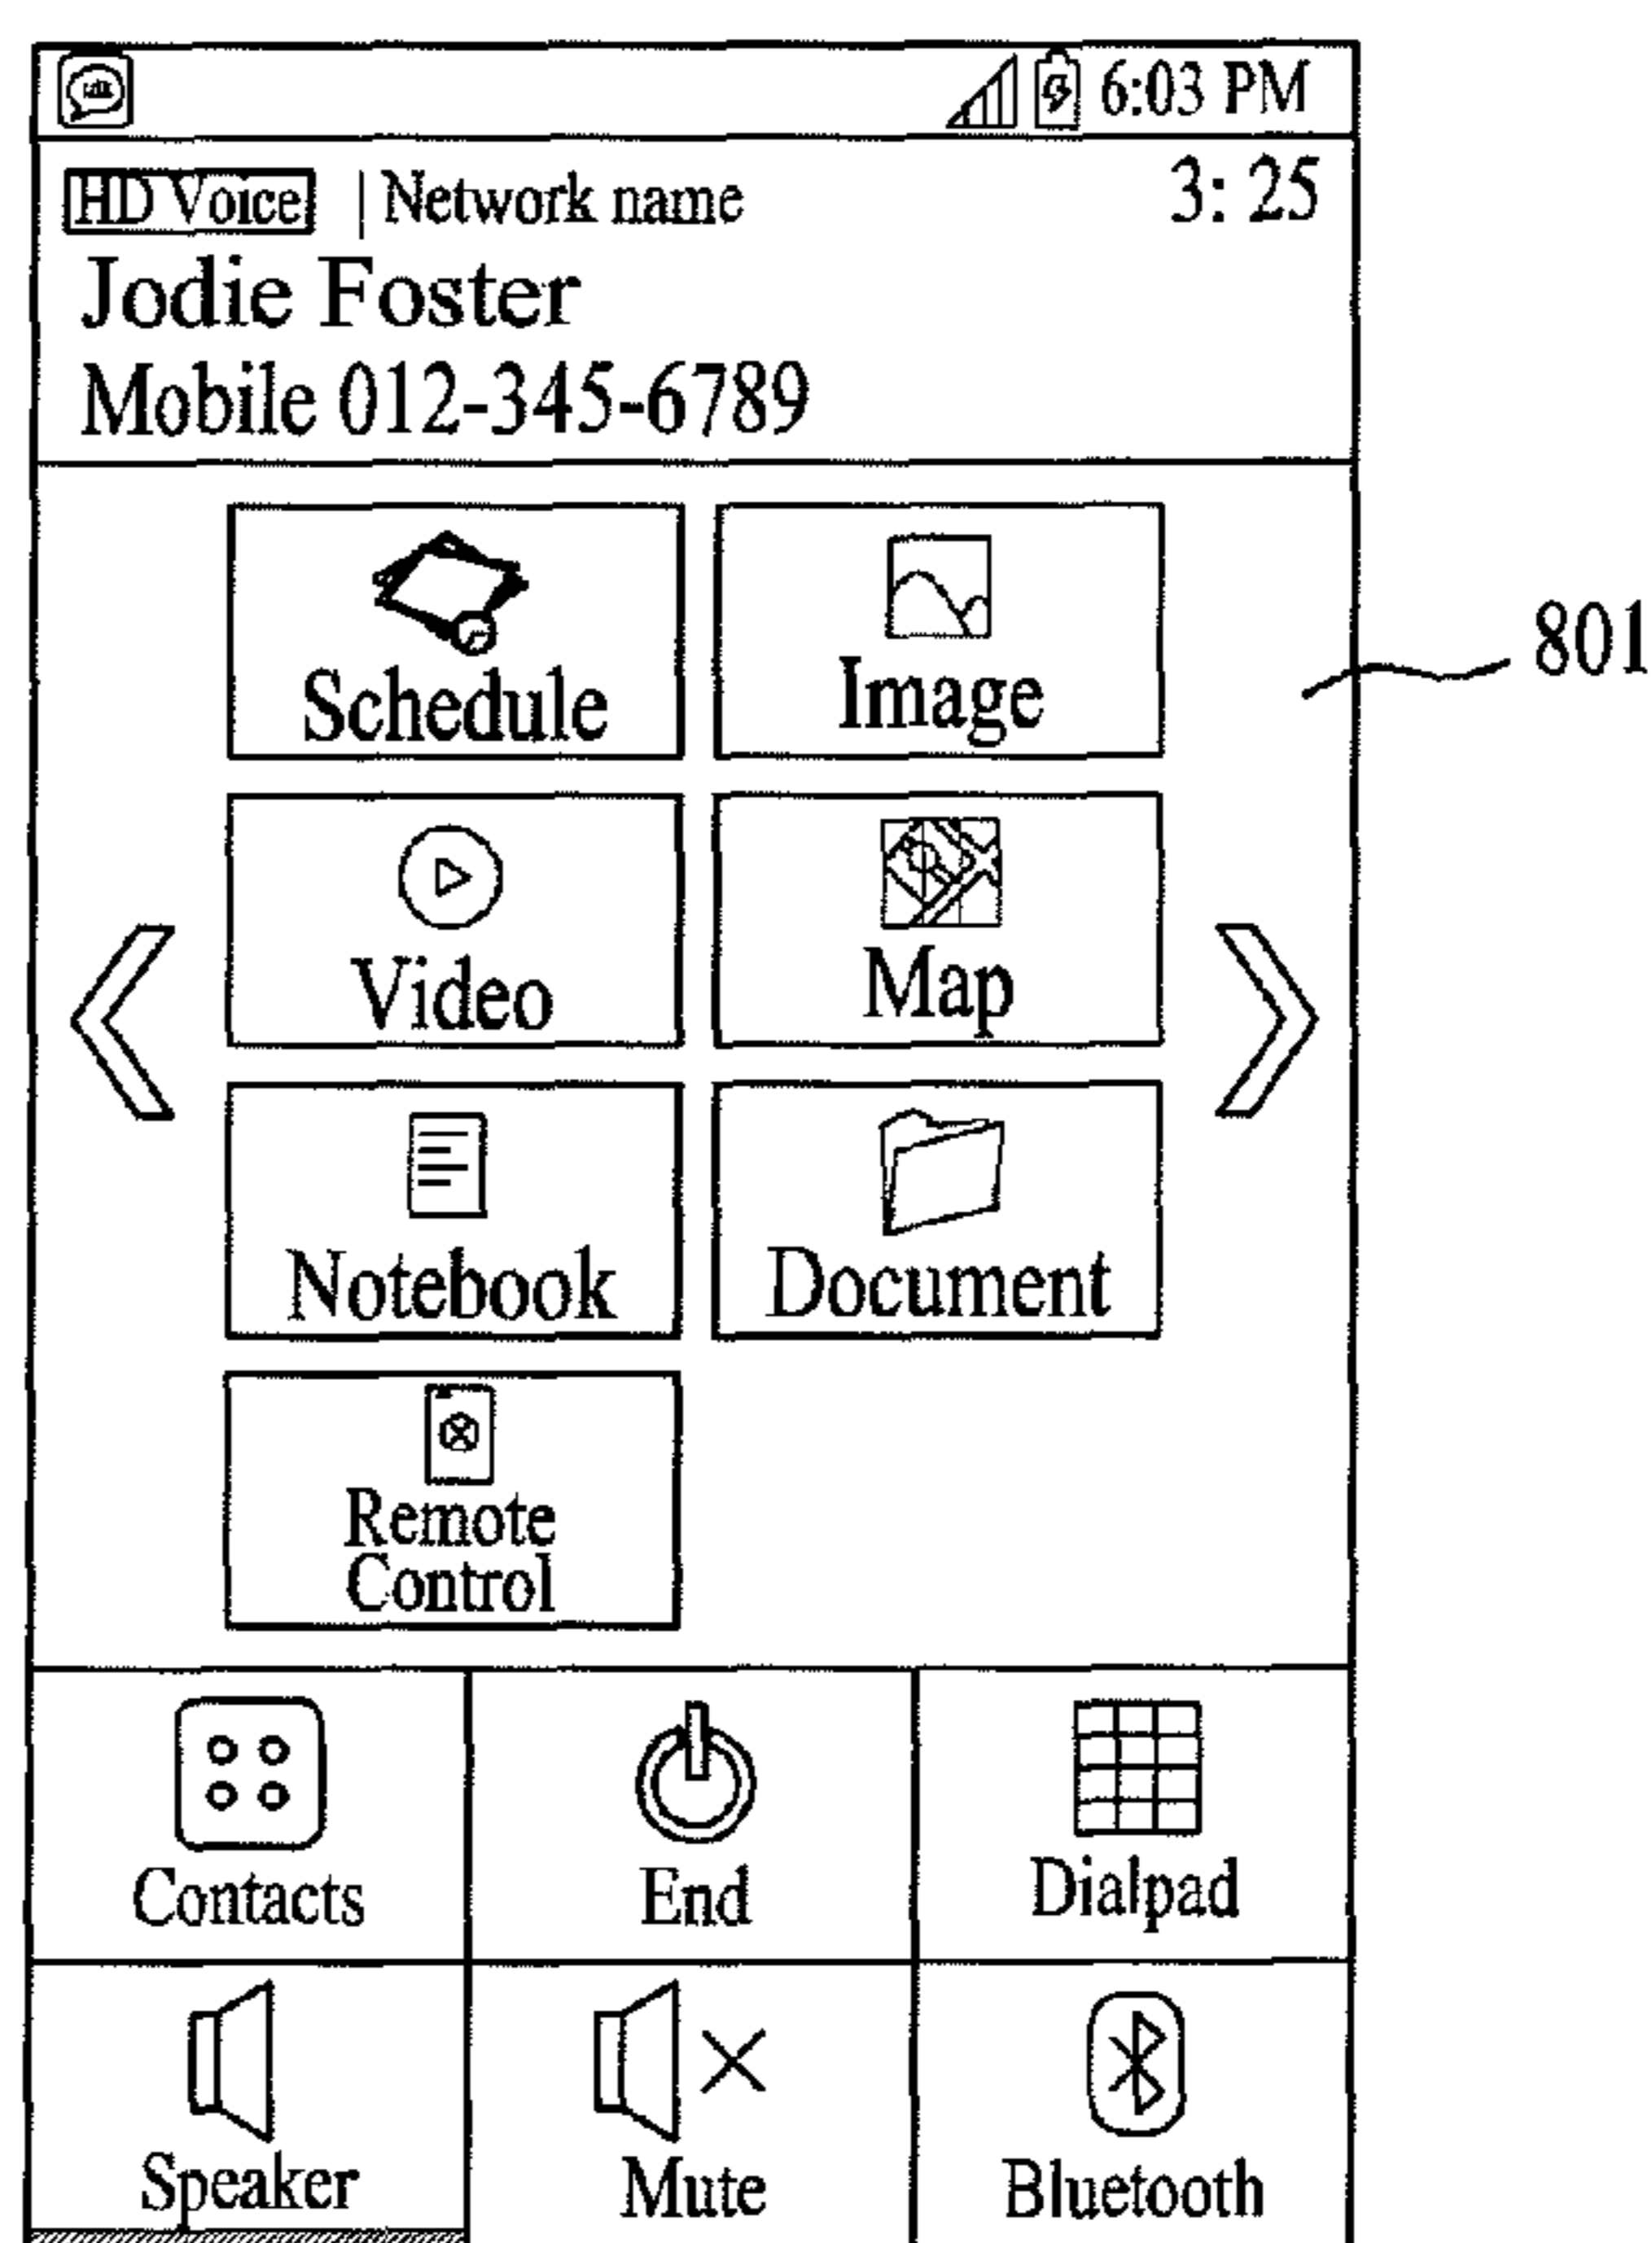 6:03 PM
HD Voice | Network name 3: 25
Jodie Foster
Mobile 012-345-6789
Schedule Image
801
Video Map
Notebook Document
Remote
Control
Contacts End Dialpad
Speaker Mute Bluetooth